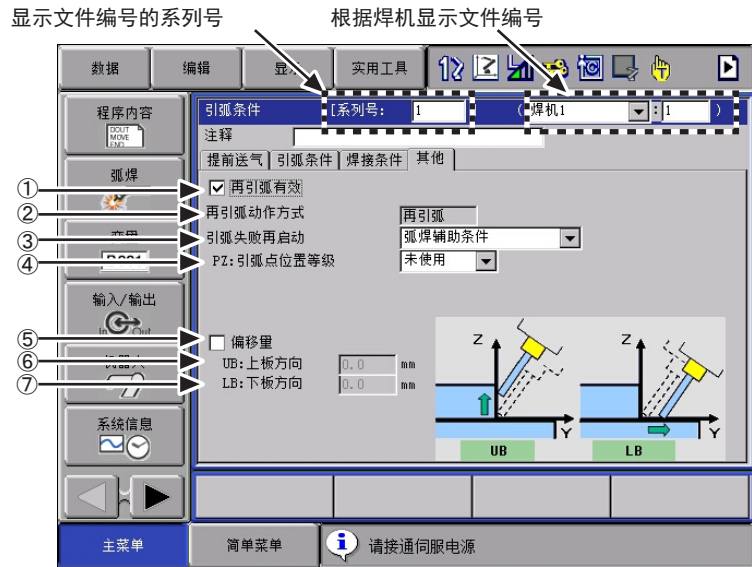 显示文件编号的系列号 根据焊机显示文件编号
数据 编辑 显 实用工具
程序内容
DOUT
MOVE
END
弧焊
输入/输出
In Out
系统信息
引弧条件 [系列号: 1 ( 焊机1 : 1 )
注释
提前送气 引弧条件 焊接条件 其他
① 再引弧有效
② 再引弧动作方式 再引弧
③ 引弧失败再启动 弧焊辅助条件
④ PZ:引弧点位置等级 未使用
⑤ 偏移量
⑥ UB:上板方向 0.0 mm
⑦ LB:下板方向 0.0 mm
Z Y UB
Z Y LB
主菜单 简单菜单 请接通伺服电源